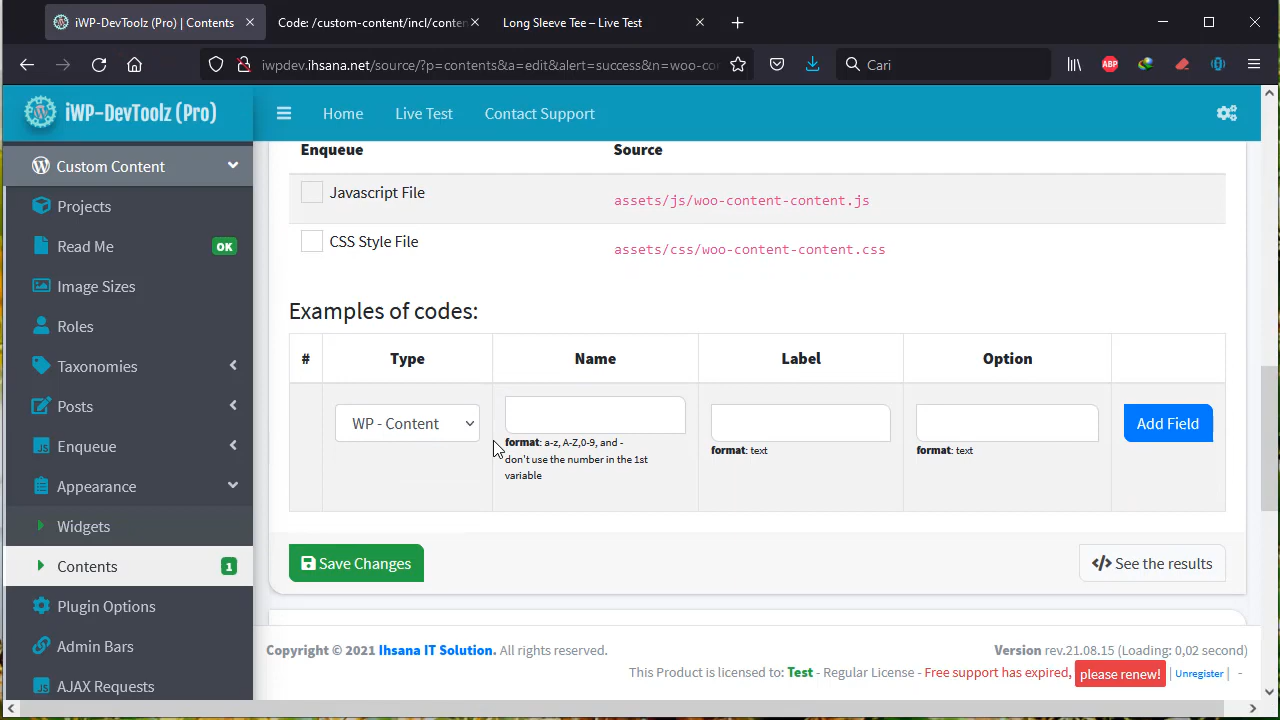 iWP-DevToolz (Pro) | Contents
Code: /custom-content/incl/conten
Long Sleeve Tee – Live Test
iwpdev.ihsana.net/source/?p=contents&a=edit&alert=success&n=woo-co
Cari
ABP
iWP-DevToolz (Pro)
Home
Live Test
Contact Support
Custom Content
Projects
Read Me
OK
Image Sizes
Roles
Taxonomies
Posts
Enqueue
Appearance
Widgets
Contents
1
Plugin Options
Admin Bars
AJAX Requests
Enqueue Source
Javascript File assets/js/woo-content-content.js
CSS Style File assets/css/woo-content-content.css
Examples of codes:
# Type Name Label Option
WP - Content
Add Field
format: a-z, A-Z,0-9, and -
don't use the number in the 1st
variable
format: text
format: text
Save Changes
See the results
Copyright © 2021 Ihsana IT Solution. All rights reserved.
Version rev.21.08.15 (Loading: 0,02 second)
This Product is licensed to: Test - Regular License - Free support has expired, please renew! | Unregister | -